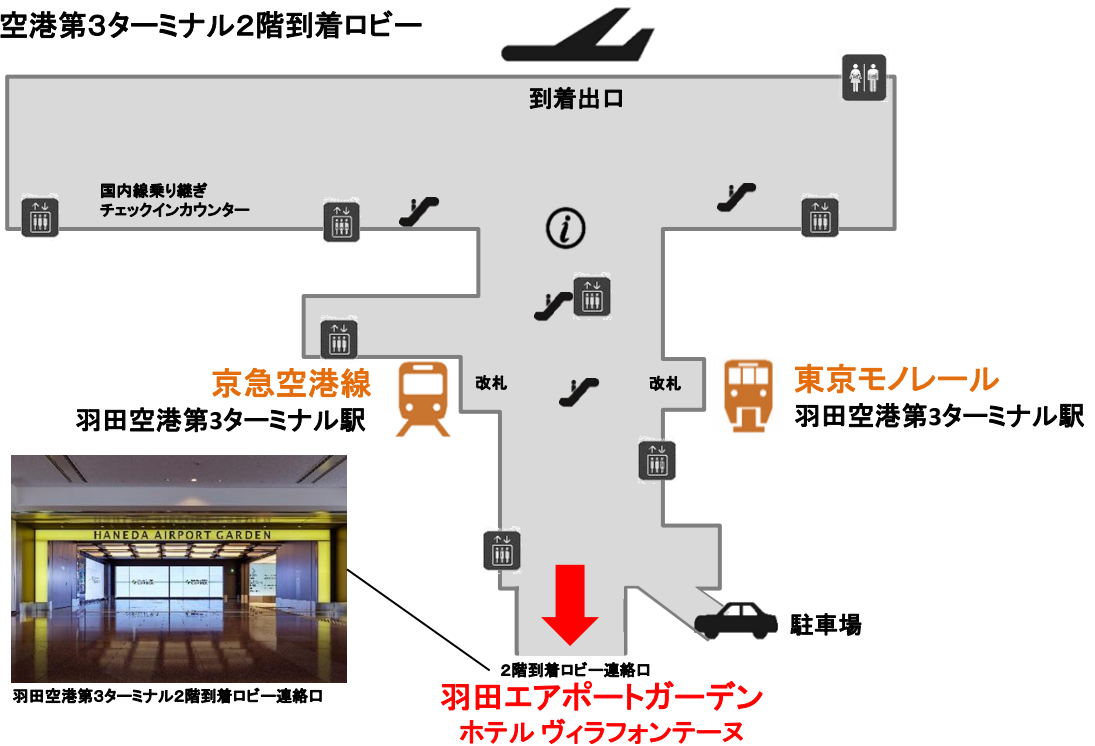 空港第3ターミナル2階到着ロビー
到着出口
国内線乗り継ぎ
チェックインカウンター
京急空港線
羽田空港第3ターミナル駅
改札
改札
東京モノレール
羽田空港第3ターミナル駅
HANEDA AIRPORT GARDEN
駐車場
2階到着ロビー連絡口
羽田空港第3ターミナル2階到着ロビー連絡口
羽田エアポートガーデン
ホテル ヴィラフォンテーヌ